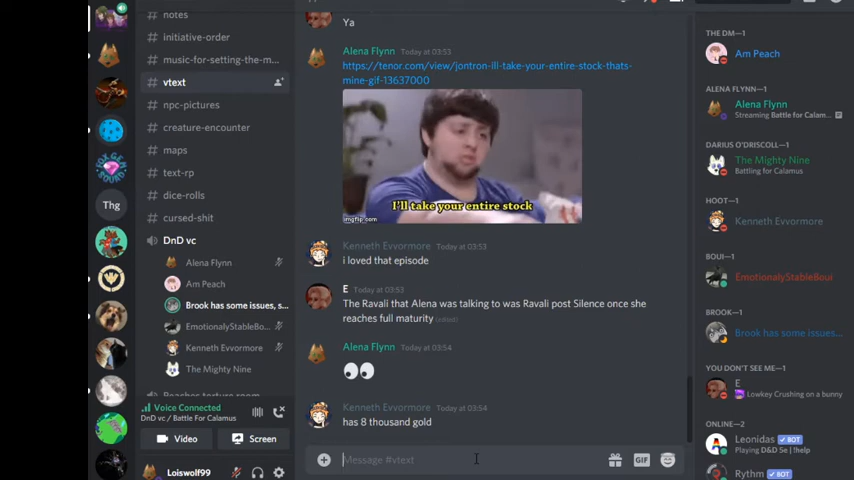 Thg
notes
initiative-order
music-for-setting-the-m...
vtext
npc-pictures
creature-encounter
maps
text-rp
dice-rolls
cursed-shit
DnD vc
Alena Flynn
Am Peach
Brook has some issues, s...
EmotionalyStableBo...
Kenneth Evvormore
The Mighty Nine
Voice Connected
DnD vc / Battle For Calamus
Video
Screen
Loiswolf99
Ya
Alena Flynn Today at 03:53
https://tenor.com/view/jontron-ill-take-your-entire-stock-thats-
mine-gif-13637000
I'll take your entire stock
imgflip.com
Kenneth Evvormore Today at 03:53
i loved that episode
E Today at 03:53
The Ravali that Alena was talking to was Ravali post Silence once she
reaches full maturity (edited)
Alena Flynn Today at 03:54
Kenneth Evvormore Today at 03:54
has 8 thousand gold
Message #vtext
GIF
THE DM—1
Am Peach
ALENA FLYNN—1
Alena Flynn
Streaming Battle for Calam...
DARIUS O'DRISCOLL—1
The Mighty Nine
Battling for Calamus
HOOT—1
Kenneth Evvormore
BOUI—1
EmotionalyStableBoui
BROOK—1
Brook has some issues...
YOU DON'T SEE ME—1
E
Lowkey Crushing on a bunny
ONLINE—2
Leonidas BOT
Playing D&D 5e | !help
Rythm BOT